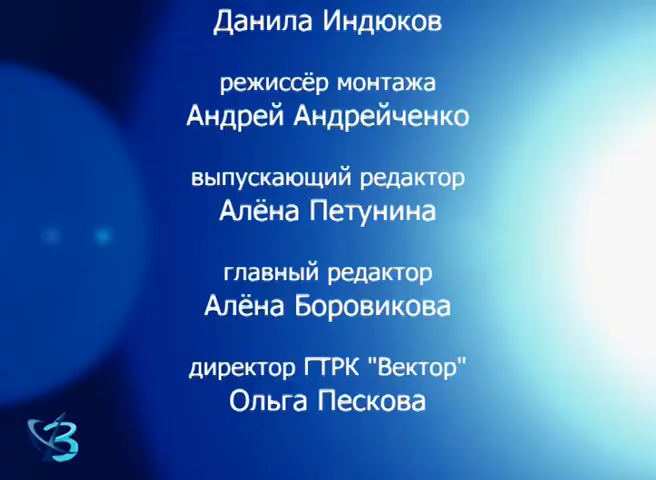 Данила Индюков
режиссёр монтажа
Андрей Андрейченко
выпускающий редактор
Алёна Петунина
главный редактор
Алёна Боровикова
директор ГТРК "Вектор"
Ольга Пескова
В